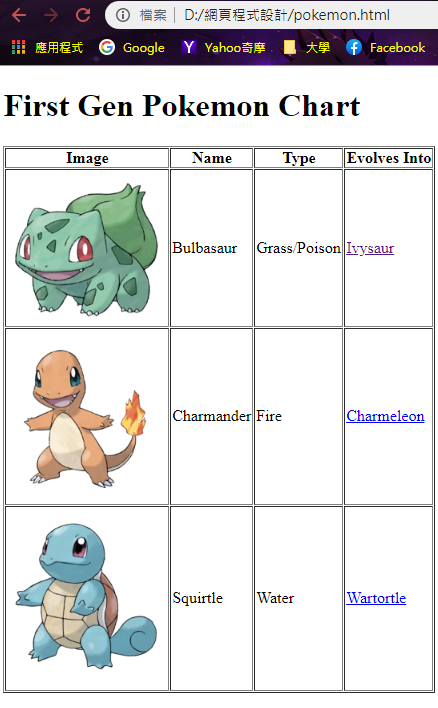 檔案 | D:/網頁程式設計/pokemon.html
應用程式 Google Yahoo奇摩 大學 Facebook
First Gen Pokemon Chart
Image Name Type Evolves Into
Bulbasaur Grass/Poison Ivysaur
Charmander Fire Charmeleon
Squirtle Water Wartortle